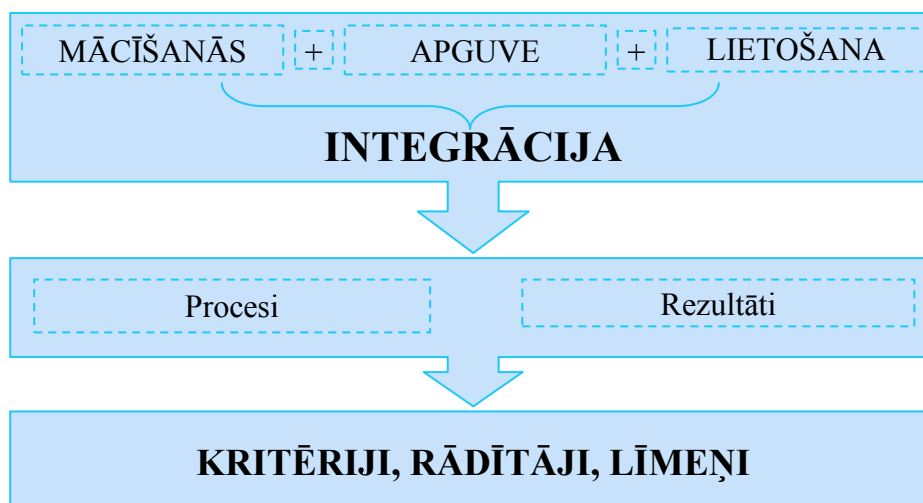 MĀCĪŠANĀS + APGUVE + LIETOŠANA
INTEGRĀCIJA
Procesi Rezultāti
KRITĒRIJI, RĀDĪTĀJI, LĪMEŅI